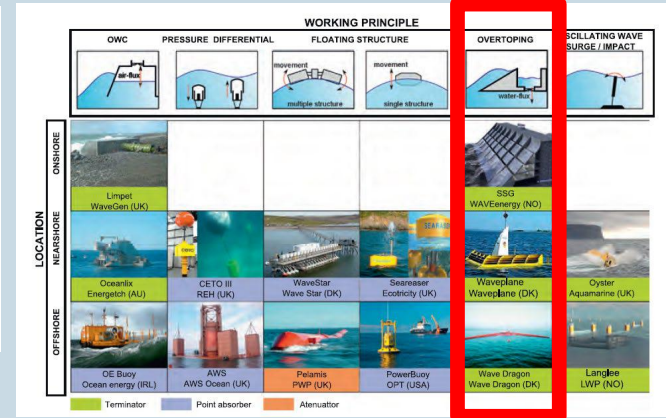 WORKING PRINCIPLE
OWC
PRESSURE DIFFERENTIAL
FLOATING STRUCTURE
OVERTOPING
SCILLATING WAVE
SURGE / IMPACT
air-flux
movement
multiple structure
movement
single structure
water-flux
LOCATION
ONSHORE
Limpet
WaveGen (UK)
SSG
WAVEenergy (NO)
NEARSHORE
Oceanlix
Energetch (AU)
CETO
CETO III
REH (UK)
WaveStar
Wave Star (DK)
Seareaser
Ecotricity (UK)
Waveplane
Waveplane (DK)
Oyster
Aquamarine (UK)
OFFSHORE
OE Buoy
Ocean energy (IRL)
AWS
AWS Ocean (UK)
Pelamis
PWP (UK)
PowerBuoy
OPT (USA)
Wave Dragon
Wave Dragon (DK)
Langlee
LWP (NO)
Terminator
Point absorber
Atenuattor